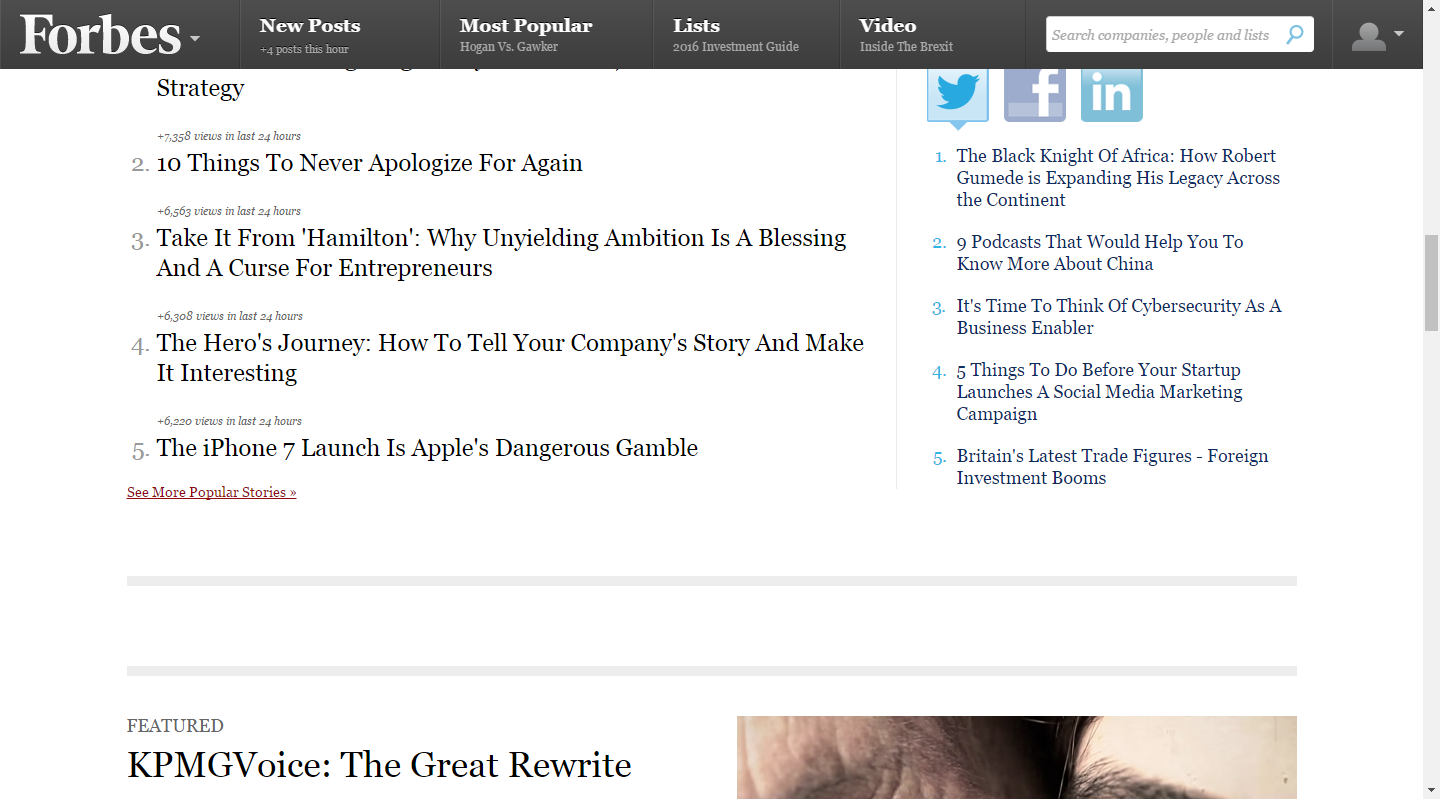 Forbes
New Posts
+4 posts this hour
Most Popular
Hogan Vs. Gawker
Lists
2016 Investment Guide
Video
Inside The Brexit
Search companies, people and lists
Strategy
+7,358 views in last 24 hours
2. 10 Things To Never Apologize For Again
+6,563 views in last 24 hours
3. Take It From 'Hamilton': Why Unyielding Ambition Is A Blessing
And A Curse For Entrepreneurs
+6,308 views in last 24 hours
4. The Hero's Journey: How To Tell Your Company's Story And Make
It Interesting
+6,220 views in last 24 hours
5. The iPhone 7 Launch Is Apple's Dangerous Gamble
See More Popular Stories »
f
in
1. The Black Knight Of Africa: How Robert
Gumede is Expanding His Legacy Across
the Continent
2. 9 Podcasts That Would Help You To
Know More About China
3. It's Time To Think Of Cybersecurity As A
Business Enabler
4. 5 Things To Do Before Your Startup
Launches A Social Media Marketing
Campaign
5. Britain's Latest Trade Figures - Foreign
Investment Booms
FEATURED
KPMGVoice: The Great Rewrite